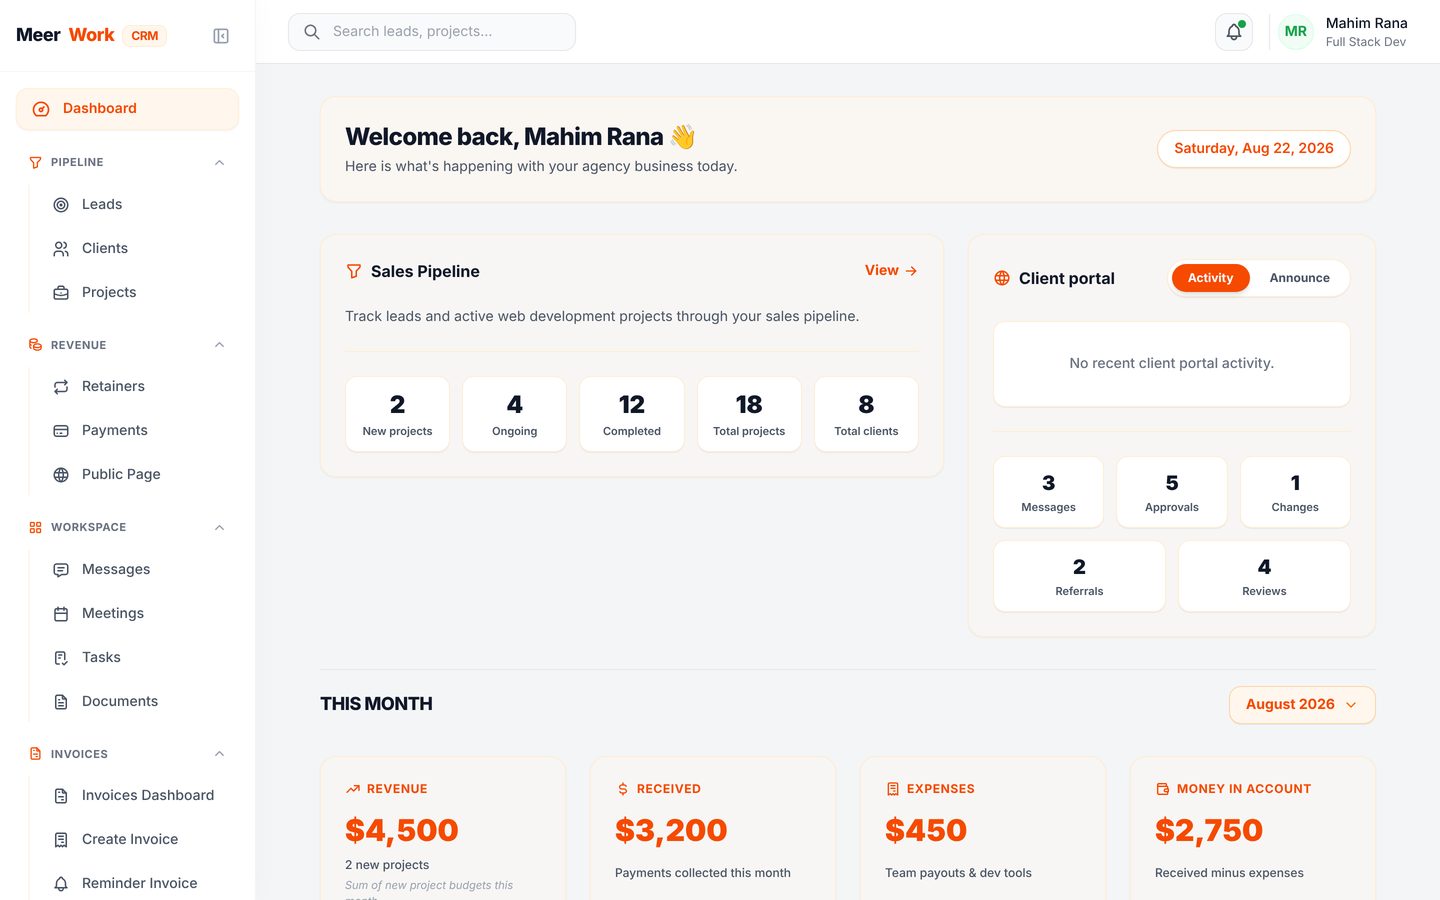 Meer Work CRM
Search leads, projects...
MR
Mahim Rana
Full Stack Dev
Dashboard
PIPELINE
Leads
Clients
Projects
REVENUE
Retainers
Payments
Public Page
WORKSPACE
Messages
Meetings
Tasks
Documents
INVOICES
Invoices Dashboard
Create Invoice
Reminder Invoice
Welcome back, Mahim Rana 👋
Here is what's happening with your agency business today.
Saturday, Aug 22, 2026
Sales Pipeline
View →
Track leads and active web development projects through your sales pipeline.
2
New projects
4
Ongoing
12
Completed
18
Total projects
8
Total clients
Client portal
Activity
Announce
No recent client portal activity.
3
Messages
5
Approvals
1
Changes
2
Referrals
4
Reviews
THIS MONTH
August 2026
REVENUE
$4,500
2 new projects
Sum of new project budgets this
month
RECEIVED
$3,200
Payments collected this month
EXPENSES
$450
Team payouts & dev tools
MONEY IN ACCOUNT
$2,750
Received minus expenses